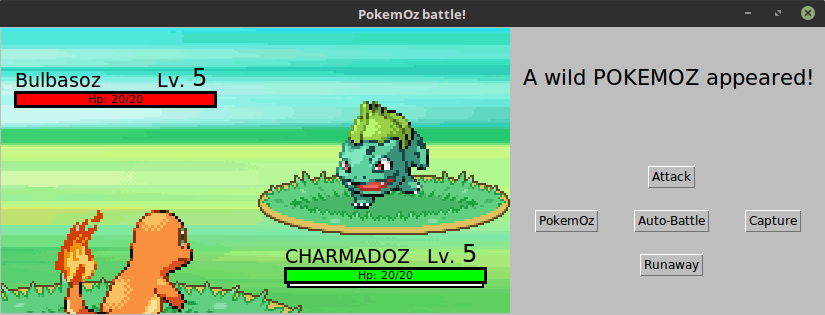 PokemOz battle!
Bulbasoz Lv. 5
Hp: 20/20
CHARMADOZ Lv. 5
Hp: 20/20
A wild POKEMOZ appeared!
Attack
PokemOz Auto-Battle Capture
Runaway